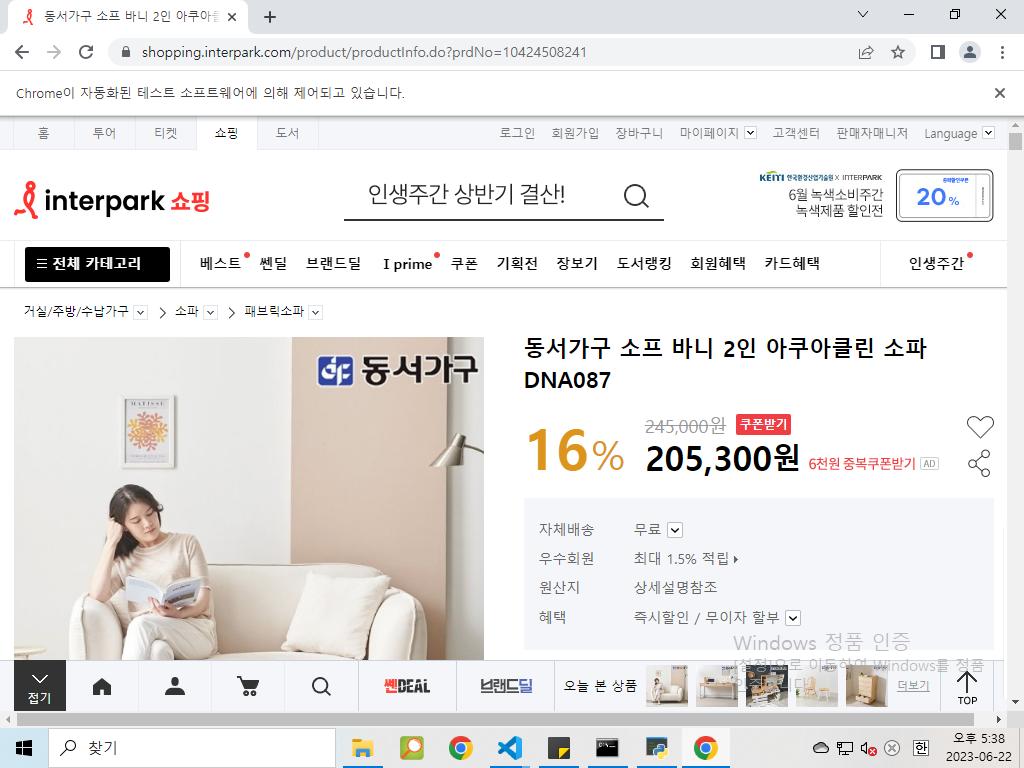 동서가구 소프 바니 2인 아쿠아클
shopping.interpark.com/product/productInfo.do?prdNo=10424508241
Chrome이 자동화된 테스트 소프트웨어에 의해 제어되고 있습니다.
홈 투어 티켓 쇼핑 도서 로그인 회원가입 장바구니 마이페이지 고객센터 판매자매니저 Language
interpark 쇼핑
인생주간 상반기 결산!
KEITI 한국환경산업기술원 X INTERPARK
6월 녹색소비주간
녹색제품 할인전
중복할인쿠폰
20%
전체 카테고리 베스트 쎈딜 브랜드딜 I prime 쿠폰 기획전 장보기 도서랭킹 회원혜택 카드혜택 인생주간
거실/주방/수납가구 소파 패브릭소파
동서가구
MATISSE
동서가구 소프 바니 2인 아쿠아클린 소파
DNA087
16%
245,000원 쿠폰받기
205,300원 6천원 중복쿠폰받기 AD
자체배송 무료
우수회원 최대 1.5% 적립
원산지 상세설명참조
혜택 즉시할인 / 무이자 할부
Windows 정품 인증
[설정]으로 이동하여 Windows를 정품
접기 쎈DEAL 브랜드딜 오늘 본 상품 더보기 TOP
찾기
한
오후 5:38
2023-06-22